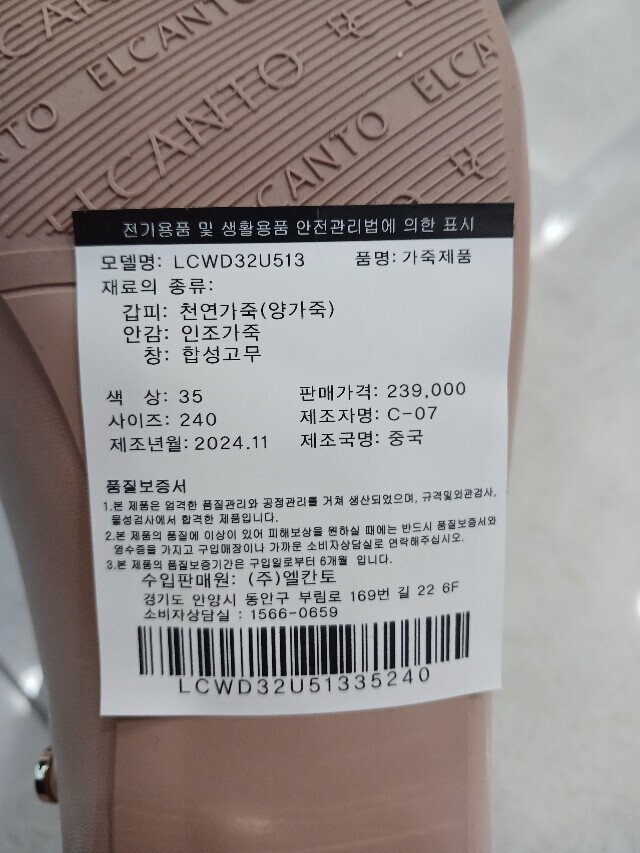 ELCANTO
ELCANTO
ELCANTO
전기용품 및 생활용품 안전관리법에 의한 표시
모델명: LCWD32U513 품명: 가죽제품
재료의 종류:
갑피: 천연가죽(양가죽)
안감: 인조가죽
창: 합성고무
색 상: 35 판매가격: 239,000
사이즈: 240 제조자명: C-07
제조년월: 2024.11 제조국명: 중국
품질보증서
1.본 제품은 엄격한 품질관리와 공정관리를 거쳐 생산되었으며, 규격및외관검사,
물성검사에서 합격한 제품입니다.
2.본 제품의 품질에 이상이 있어 피해보상을 원하실 때에는 반드시 품질보증서와
영수증을 가지고 구입매장이나 가까운 소비자상담실로 연락해주십시오.
3.본 제품의 품질보증기간은 구입일로부터 6개월 입니다.
수입판매원: (주)엘칸토
경기도 안양시 동안구 부림로 169번 길 22 6F
소비자상담실 : 1566-0659
LCWD32U51335240